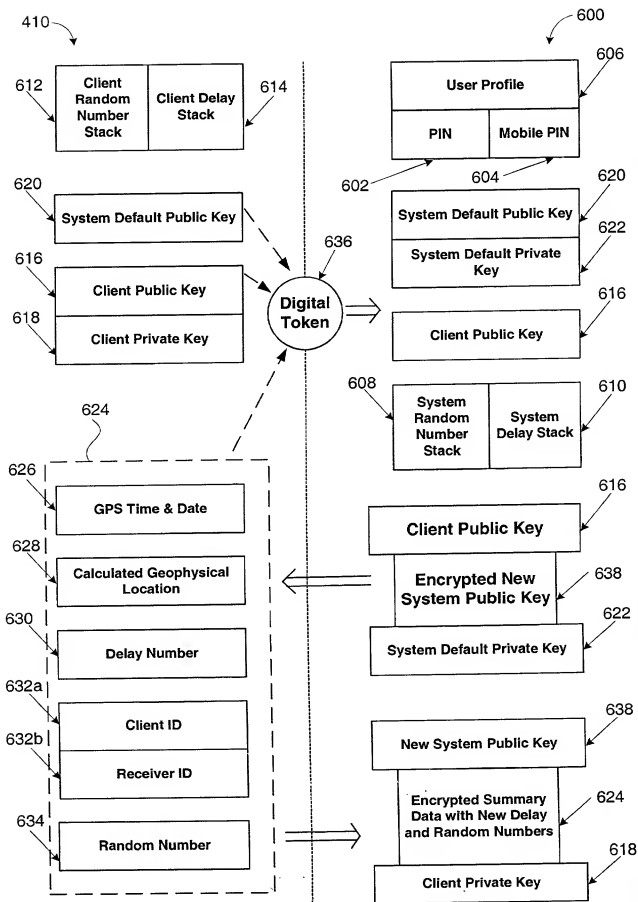 410
600
612
Client
Random
Number
Stack
Client Delay
Stack
614
606
User Profile
PIN
Mobile PIN
602
604
620
System Default Public Key
616
Client Public Key
618
Client Private Key
636
Digital
Token
620
System Default Public Key
System Default Private
Key
622
616
Client Public Key
608
System
Random
Number
Stack
System
Delay Stack
610
624
626
GPS Time & Date
628
Calculated Geophysical
Location
630
Delay Number
632a
Client ID
632b
Receiver ID
634
Random Number
616
Client Public Key
Encrypted New
System Public Key
638
622
System Default Private Key
638
New System Public Key
Encrypted Summary
Data with New Delay
and Random Numbers
624
618
Client Private Key